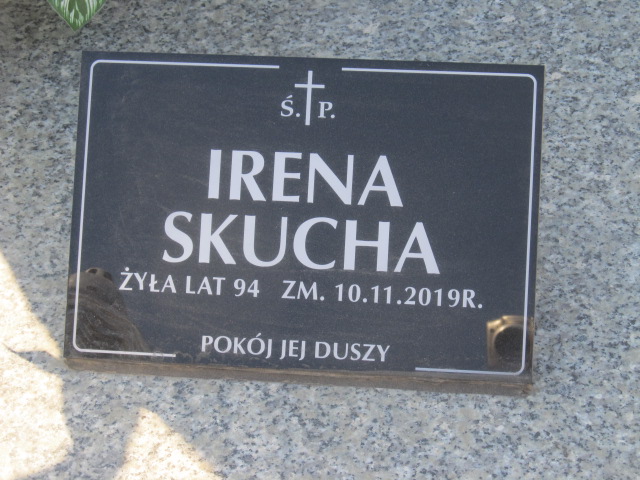 Ś. P.
IRENA
SKUCHA
ŻYŁA LAT 94 ZM. 10.11.2019R.
POKÓJ JEJ DUSZY